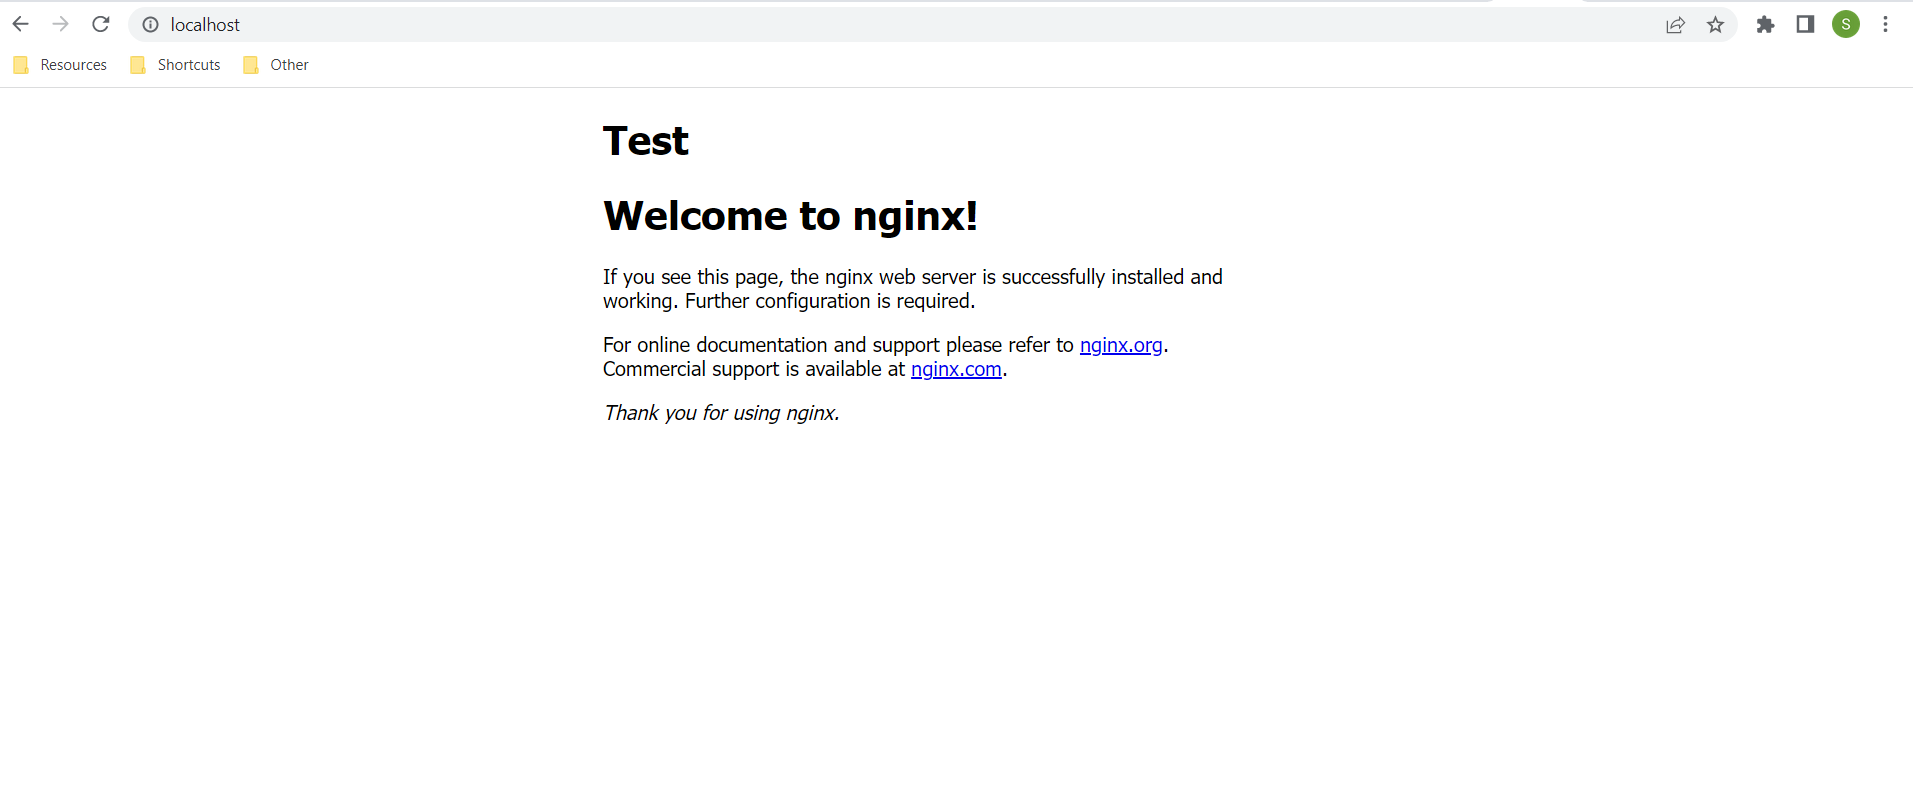 localhost
S
Resources
Shortcuts
Other
Test
Welcome to nginx!
If you see this page, the nginx web server is successfully installed and
working. Further configuration is required.
For online documentation and support please refer to nginx.org.
Commercial support is available at nginx.com.
Thank you for using nginx.